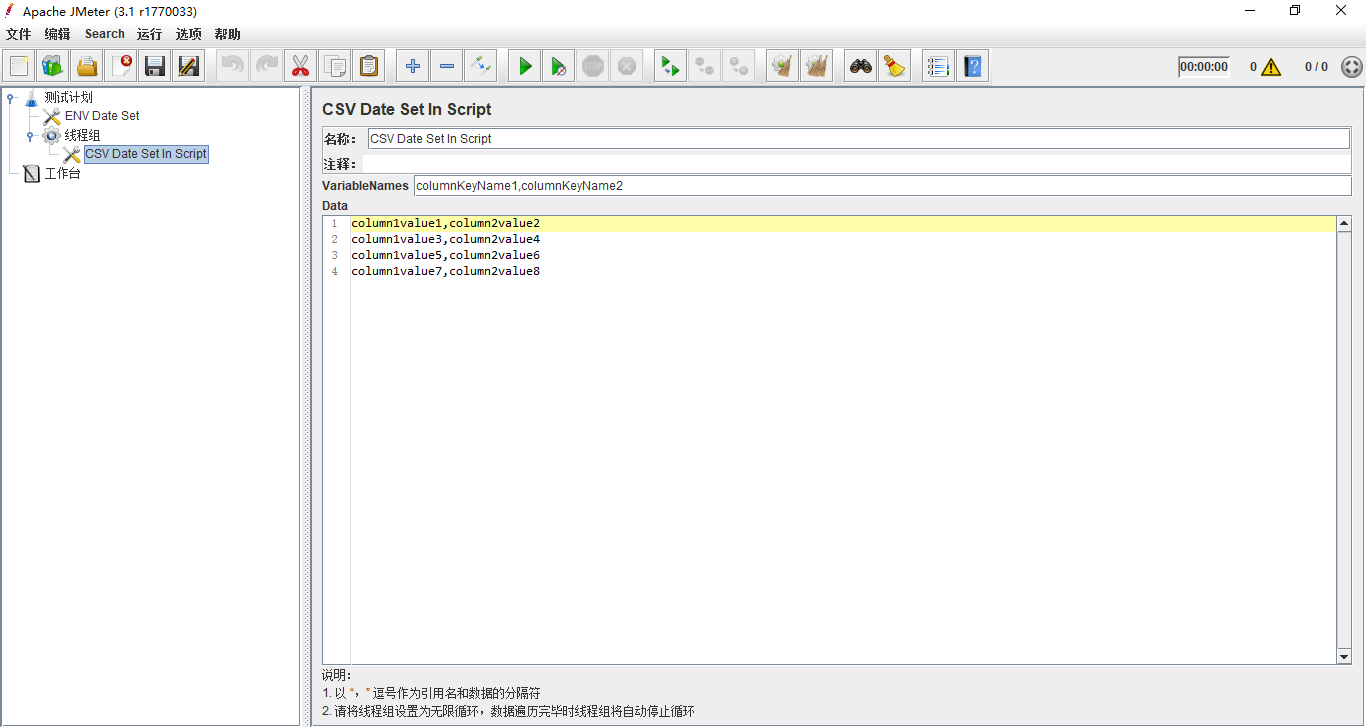 Apache JMeter (3.1 r1770033)
文件 编辑 Search 运行 选项 帮助
STOP
00:00:00 0 0 / 0
测试计划
ENV Date Set
线程组
CSV Date Set In Script
工作台
CSV Date Set In Script
名称： CSV Date Set In Script
注释：
VariableNames columnKeyName1,columnKeyName2
Data
1 column1value1,column2value2
2 column1value3,column2value4
3 column1value5,column2value6
4 column1value7,column2value8
说明：
1. 以 “，” 逗号作为引用名和数据的分隔符
2. 请将线程组设置为无限循环，数据遍历完毕时线程组将自动停止循环